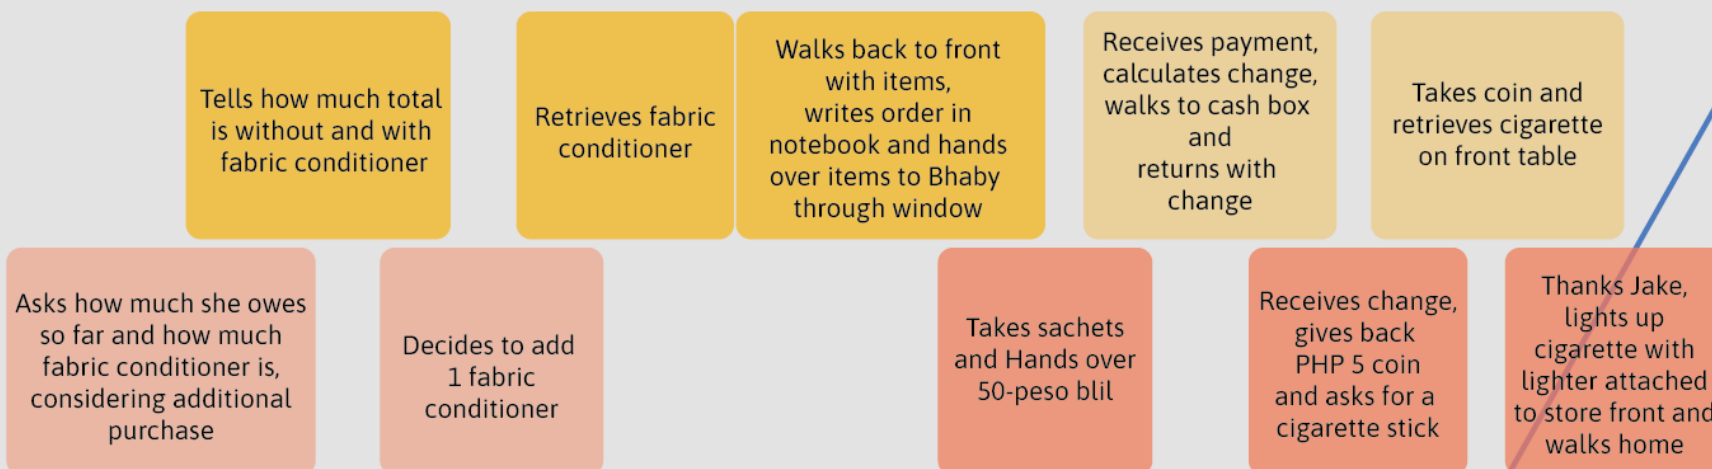 Tells how much total
is without and with
fabric conditioner
Retrieves fabric
conditioner
Walks back to front
with items,
writes order in
notebook and hands
over items to Bhaby
through window
Receives payment,
calculates change,
walks to cash box
and
returns with
change
Takes coin and
retrieves cigarette
on front table
Asks how much she owes
so far and how much
fabric conditioner is,
considering additional
purchase
Decides to add
1 fabric
conditioner
Takes sachets
and Hands over
50-peso blil
Receives change,
gives back
PHP 5 coin
and asks for a
cigarette stick
Thanks Jake,
lights up
cigarette with
lighter attached
to store front and
walks home